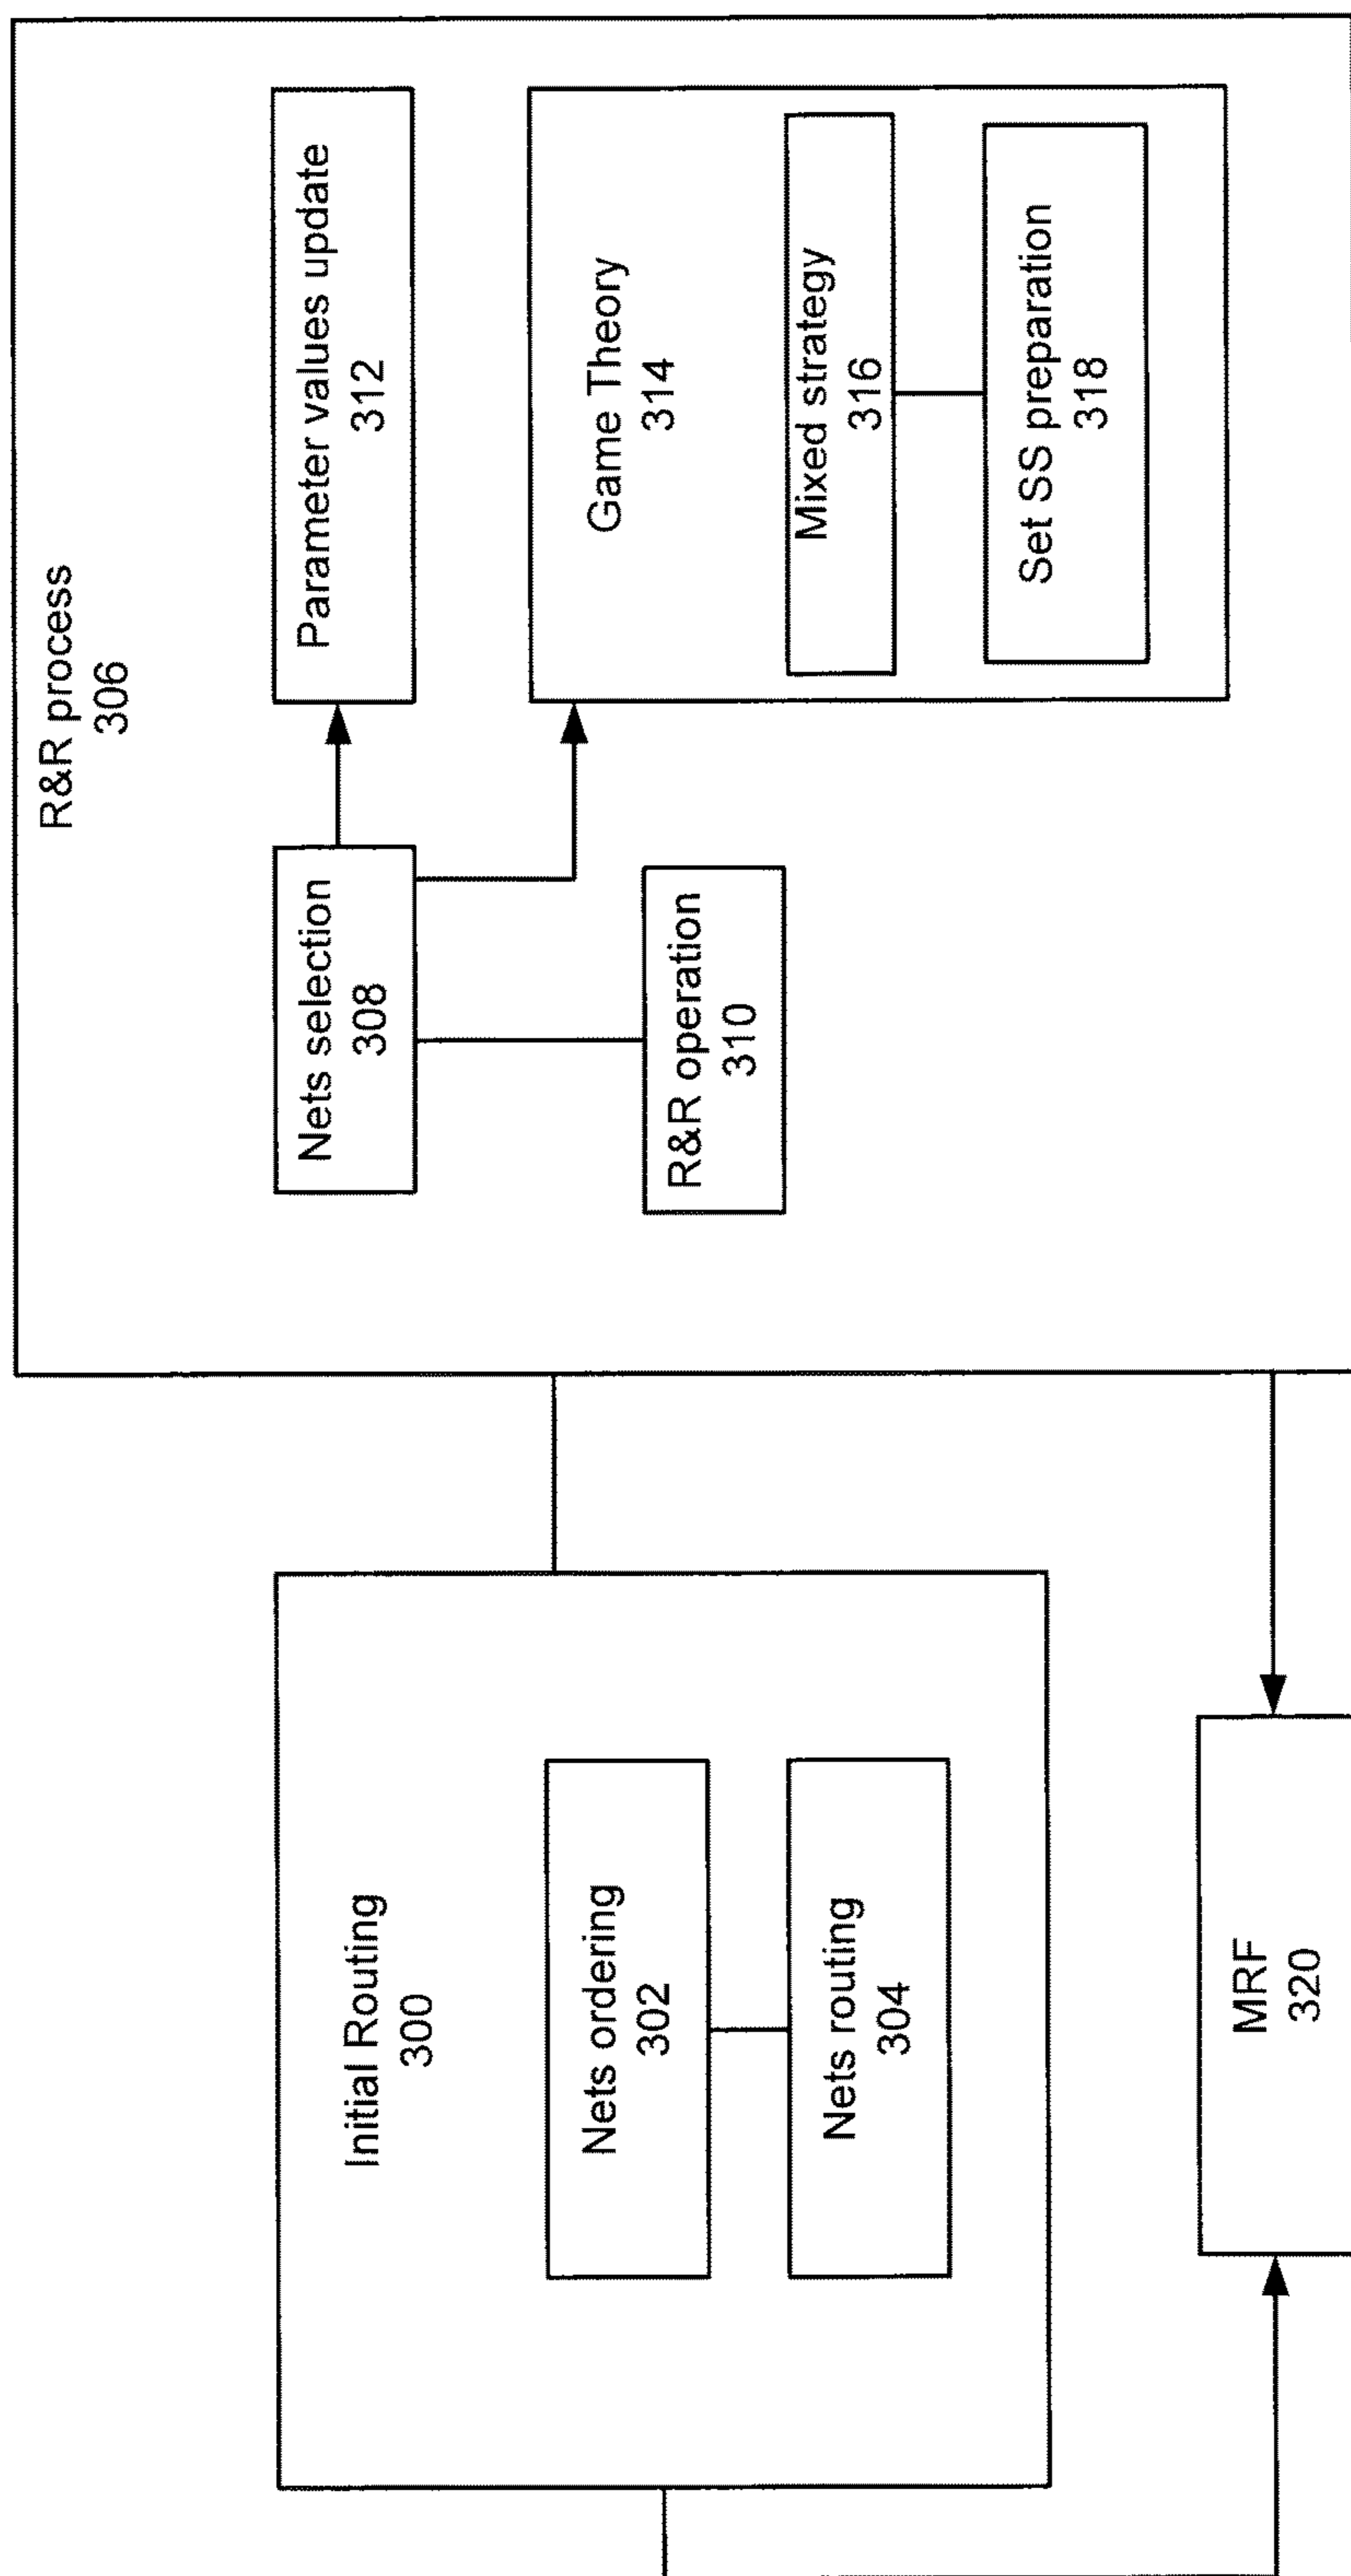 Initial Routing
300
Nets ordering
302
Nets routing
304
R&R process
306
Nets selection
308
R&R operation
310
Parameter values update
312
Game Theory
314
Mixed strategy
316
Set SS preparation
318
MRF
320